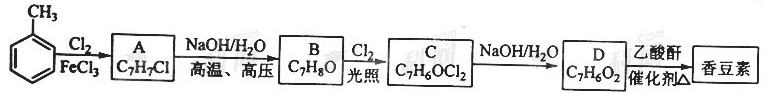 CH3
Cl2
FeCl3
A
C7H7Cl
NaOH/H2O
高温、高压
B
C7H8O
Cl2
光照
C
C7H6OCl2
NaOH/H2O
D
C7H6O2
乙酸酐
催化剂△
香豆素